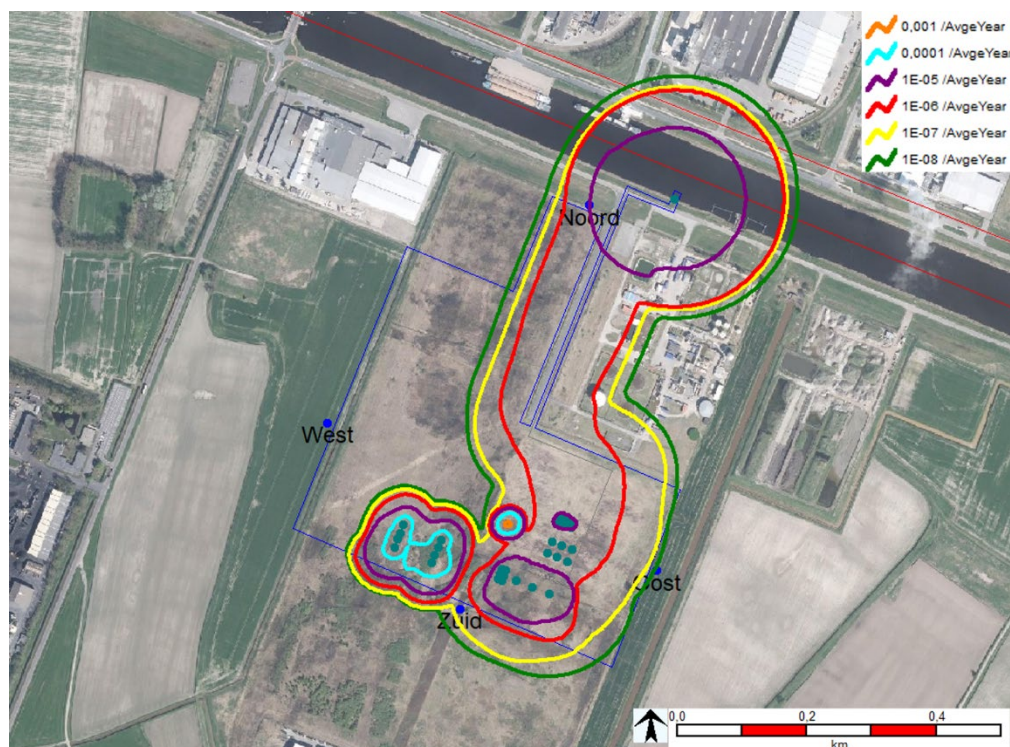 0,001 /AvgeYear
0,0001 /AvgeYear
1E-05 /AvgeYear
1E-06 /AvgeYear
1E-07 /AvgeYear
1E-08 /AvgeYear
Noord
West
Oost
Zuid
0,0 0,2 0,4
km